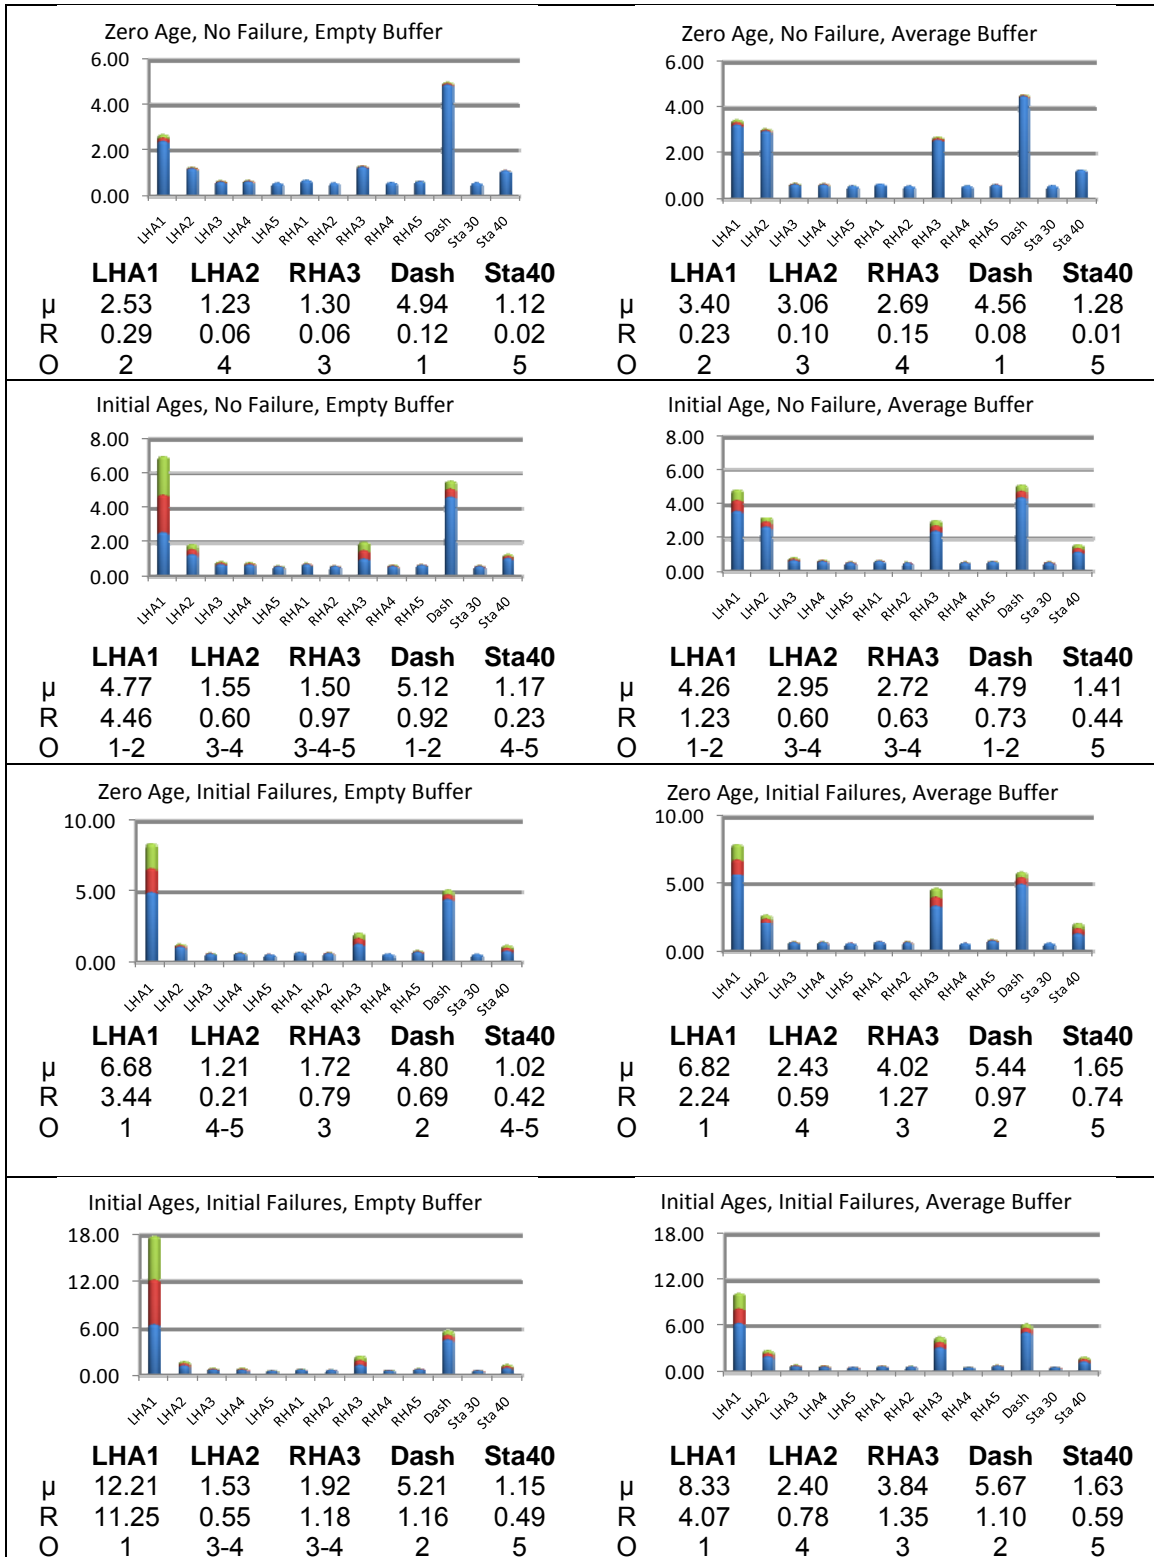 Zero Age, No Failure, Empty Buffer
6.00
4.00
2.00
0.00
LHA1 LHA2 LHA3 LHA4 LHA5 RHA1 RHA2 RHA3 RHA4 RHA5 Dash Sta 30 Sta 40
LHA1 LHA2 RHA3 Dash Sta40
µ 2.53 1.23 1.30 4.94 1.12
R 0.29 0.06 0.06 0.12 0.02
O 2 4 3 1 5
Zero Age, No Failure, Average Buffer
6.00
4.00
2.00
0.00
LHA1 LHA2 LHA3 LHA4 LHA5 RHA1 RHA2 RHA3 RHA4 RHA5 Dash Sta 30 Sta 40
LHA1 LHA2 RHA3 Dash Sta40
µ 3.40 3.06 2.69 4.56 1.28
R 0.23 0.10 0.15 0.08 0.01
O 2 3 4 1 5
Initial Ages, No Failure, Empty Buffer
8.00
6.00
4.00
2.00
0.00
LHA1 LHA2 LHA3 LHA4 LHA5 RHA1 RHA2 RHA3 RHA4 RHA5 Dash Sta 30 Sta 40
LHA1 LHA2 RHA3 Dash Sta40
µ 4.77 1.55 1.50 5.12 1.17
R 4.46 0.60 0.97 0.92 0.23
O 1-2 3-4 3-4-5 1-2 4-5
Initial Age, No Failure, Average Buffer
8.00
6.00
4.00
2.00
0.00
LHA1 LHA2 LHA3 LHA4 LHA5 RHA1 RHA2 RHA3 RHA4 RHA5 Dash Sta 30 Sta 40
LHA1 LHA2 RHA3 Dash Sta40
µ 4.26 2.95 2.72 4.79 1.41
R 1.23 0.60 0.63 0.73 0.44
O 1-2 3-4 3-4 1-2 5
Zero Age, Initial Failures, Empty Buffer
10.00
5.00
0.00
LHA1 LHA2 LHA3 LHA4 LHA5 RHA1 RHA2 RHA3 RHA4 RHA5 Dash Sta 30 Sta 40
LHA1 LHA2 RHA3 Dash Sta40
µ 6.68 1.21 1.72 4.80 1.02
R 3.44 0.21 0.79 0.69 0.42
O 1 4-5 3 2 4-5
Zero Age, Initial Failures, Average Buffer
10.00
5.00
0.00
LHA1 LHA2 LHA3 LHA4 LHA5 RHA1 RHA2 RHA3 RHA4 RHA5 Dash Sta 30 Sta 40
LHA1 LHA2 RHA3 Dash Sta40
µ 6.82 2.43 4.02 5.44 1.65
R 2.24 0.59 1.27 0.97 0.74
O 1 4 3 2 5
Initial Ages, Initial Failures, Empty Buffer
18.00
12.00
6.00
0.00
LHA1 LHA2 LHA3 LHA4 LHA5 RHA1 RHA2 RHA3 RHA4 RHA5 Dash Sta 30 Sta 40
LHA1 LHA2 RHA3 Dash Sta40
µ 12.21 1.53 1.92 5.21 1.15
R 11.25 0.55 1.18 1.16 0.49
O 1 3-4 3-4 2 5
Initial Ages, Initial Failures, Average Buffer
18.00
12.00
6.00
0.00
LHA1 LHA2 LHA3 LHA4 LHA5 RHA1 RHA2 RHA3 RHA4 RHA5 Dash Sta 30 Sta 40
LHA1 LHA2 RHA3 Dash Sta40
µ 8.33 2.40 3.84 5.67 1.63
R 4.07 0.78 1.35 1.10 0.59
O 1 4 3 2 5